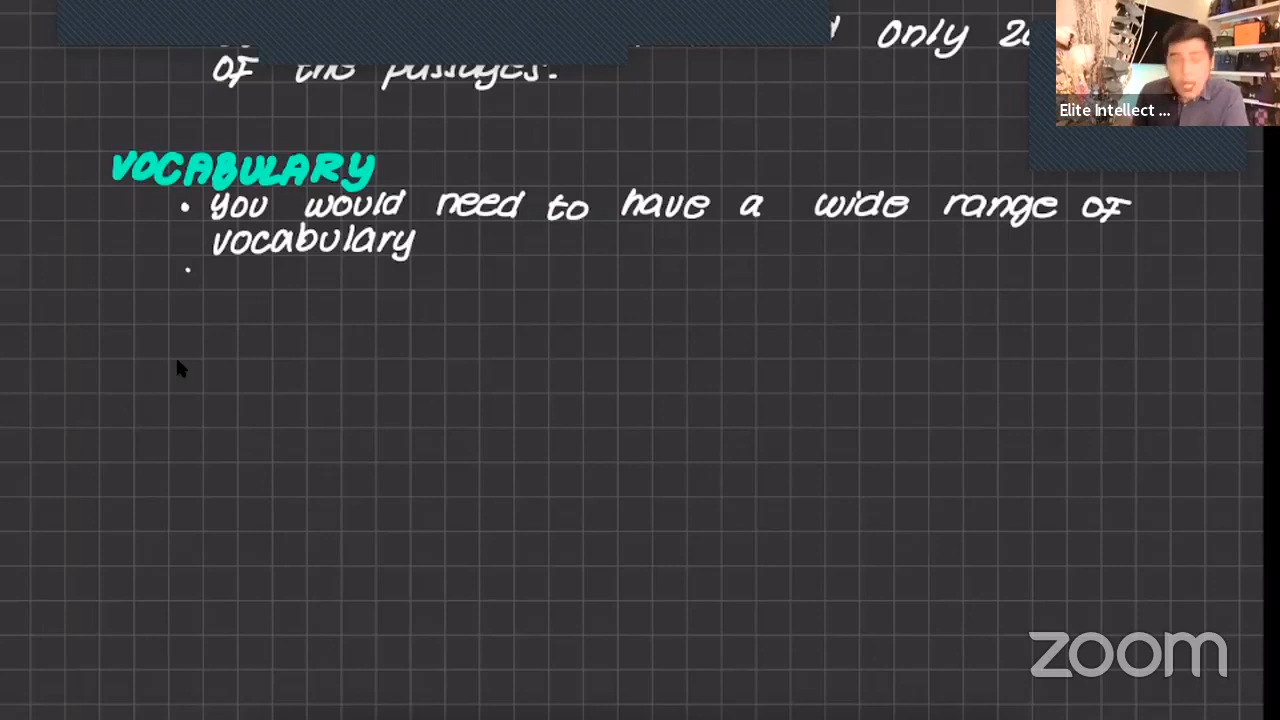 only
of the passages.
Elite Intellect ...
VOCABULARY
• you would need to have a wide range of
vocabulary
•
zoom